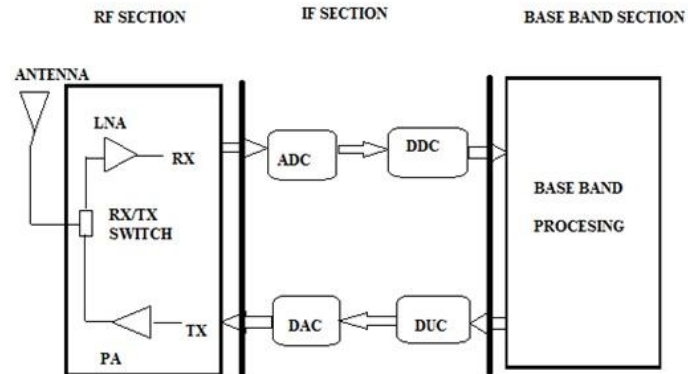 RF SECTION
IF SECTION
BASE BAND SECTION
ANTENNA
LNA
RX
ADC
DDC
RX/TX
SWITCH
BASE BAND
PROCESING
PA
TX
DAC
DUC